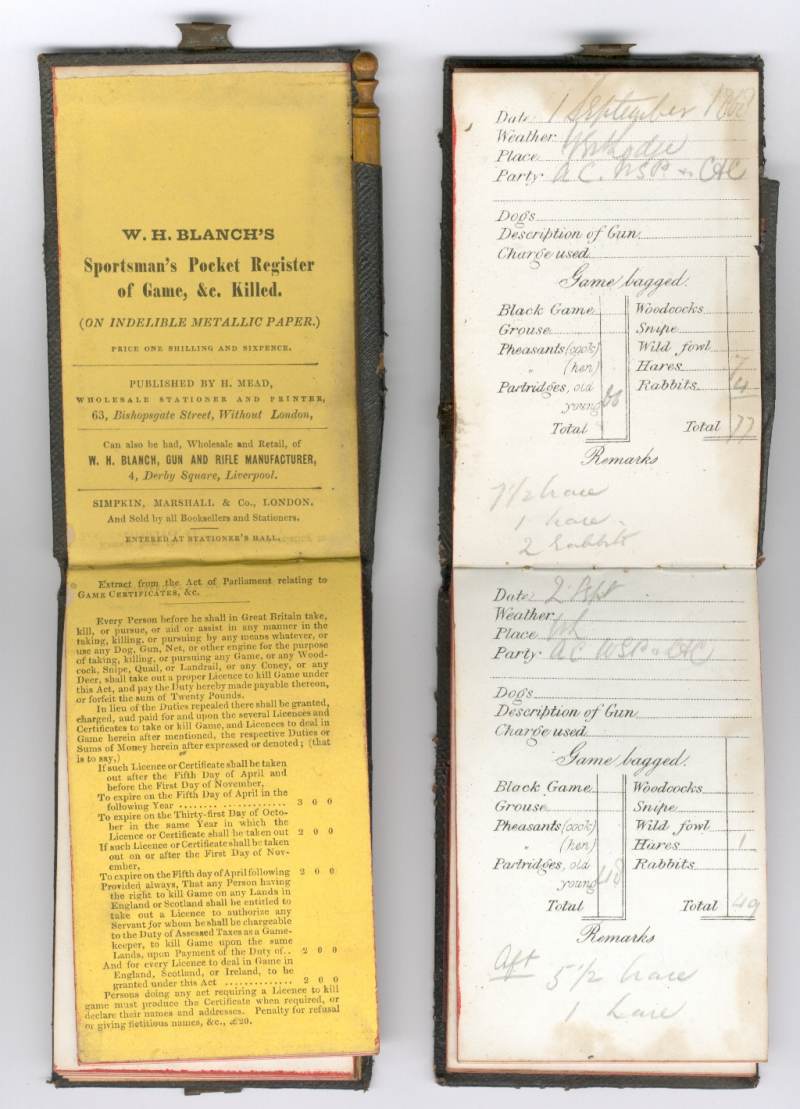 W. H. BLANCH'S
Sportsman's Pocket Register
of Game, &c. Killed.
(ON INDELIBLE METALLIC PAPER.)
PRICE ONE SHILLING AND SIXPENCE.
PUBLISHED BY H. MEAD,
WHOLESALE STATIONER AND PRINTER,
63, Bishopsgate Street, Without London,
Can also be had, Wholesale and Retail, of
W. H. BLANCH, GUN AND RIFLE MANUFACTURER,
4, Derby Square, Liverpool.
SIMPKIN, MARSHALL & Co., LONDON.
And Sold by all Booksellers and Stationers.
ENTERED AT STATIONER'S HALL.
Extract from the Act of Parliament relating to
GAME CERTIFICATES, &c.
Every Person before he shall in Great Britain take,
kill, or pursue, or aid or assist in any manner in the
taking, killing, or pursuing by any means whatever, or
use any Dog, Gun, Net, or other engine for the purpose
of taking, killing, or pursuing any Game, or any Wood-
cock, Snipe, Quail, or Landrail, or any Coney, or any
Deer, shall take out a proper Licence to kill Game under
this Act, and pay the Duty hereby made payable thereon,
or forfeit the sum of Twenty Pounds.
In lieu of the Duties repealed there shall be granted,
charged, aud paid for and upon the several Licences and
Certificates to take or kill Game, and Licences to deal in
Game herein after mentioned, the respective Duties or
Sums of Money herein after expressed or denoted; (that
is to say,)
If such Licence or Certificate shall be taken
out after the Fifth Day of April and
before the First Day of November,
To expire on the Fifth Day of April in the
following Year ........ .............. 3 0 0
To expire on the Thirty-first Day of Octo-
ber in the same Year in which the
Licence or Certificate shall be taken out 2 0 0
If such Licence or Certificate shall be taken
out on or after the First Day of Nov-
ember,
To expire on the Fifth day of April following 2 0 0
Provided always, That any Person having
the right to kill Game on any Lands in
England or Scotland shall be entitled to
take out a Licence to authorize any
Servant for whom he shall be chargeable
to the Duty of Assessed Taxes as a Game-
keeper, to kill Game upon the same
Lands, upon Payment of the Duty of.. 2 0 0
And for every Licence to deal in Game in
England, Scotland, or Ireland, to be
granted under this Act .............. 2 0 0
Persons doing any act requiring a Licence to kill
game must produce the Certificate when required, or
declare their names and addresses. Penalty for refusal
or giving fictitious names, &c., £20.
Date 1 September 1868
Weather
Place
Party AC. WSP. & CHC
Dogs
Description of Gun
Charge used
Game bagged.
Black Game Woodcocks
Grouse Snipe
Pheasants (cock) Wild fowl
" (hen) Hares 7
Partridges, old Rabbits 4
young 66
Total Total 77
Remarks
7 1/2 brace
1 hare
2 rabbits
Date 2 Sept
Weather
Place
Party AC WSP & CHC
Dogs
Description of Gun
Charge used
Game bagged.
Black Game Woodcocks
Grouse Snipe
Pheasants (cock) Wild fowl
" (hen) Hares 1
Partridges, old Rabbits
young 48
Total Total 49
Remarks
Aft 5 1/2 brace
1 hare